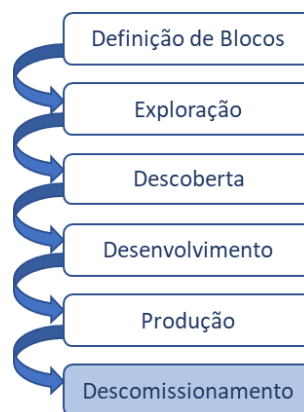 Definição de Blocos
Exploração
Descoberta
Desenvolvimento
Produção
Descomissionamento